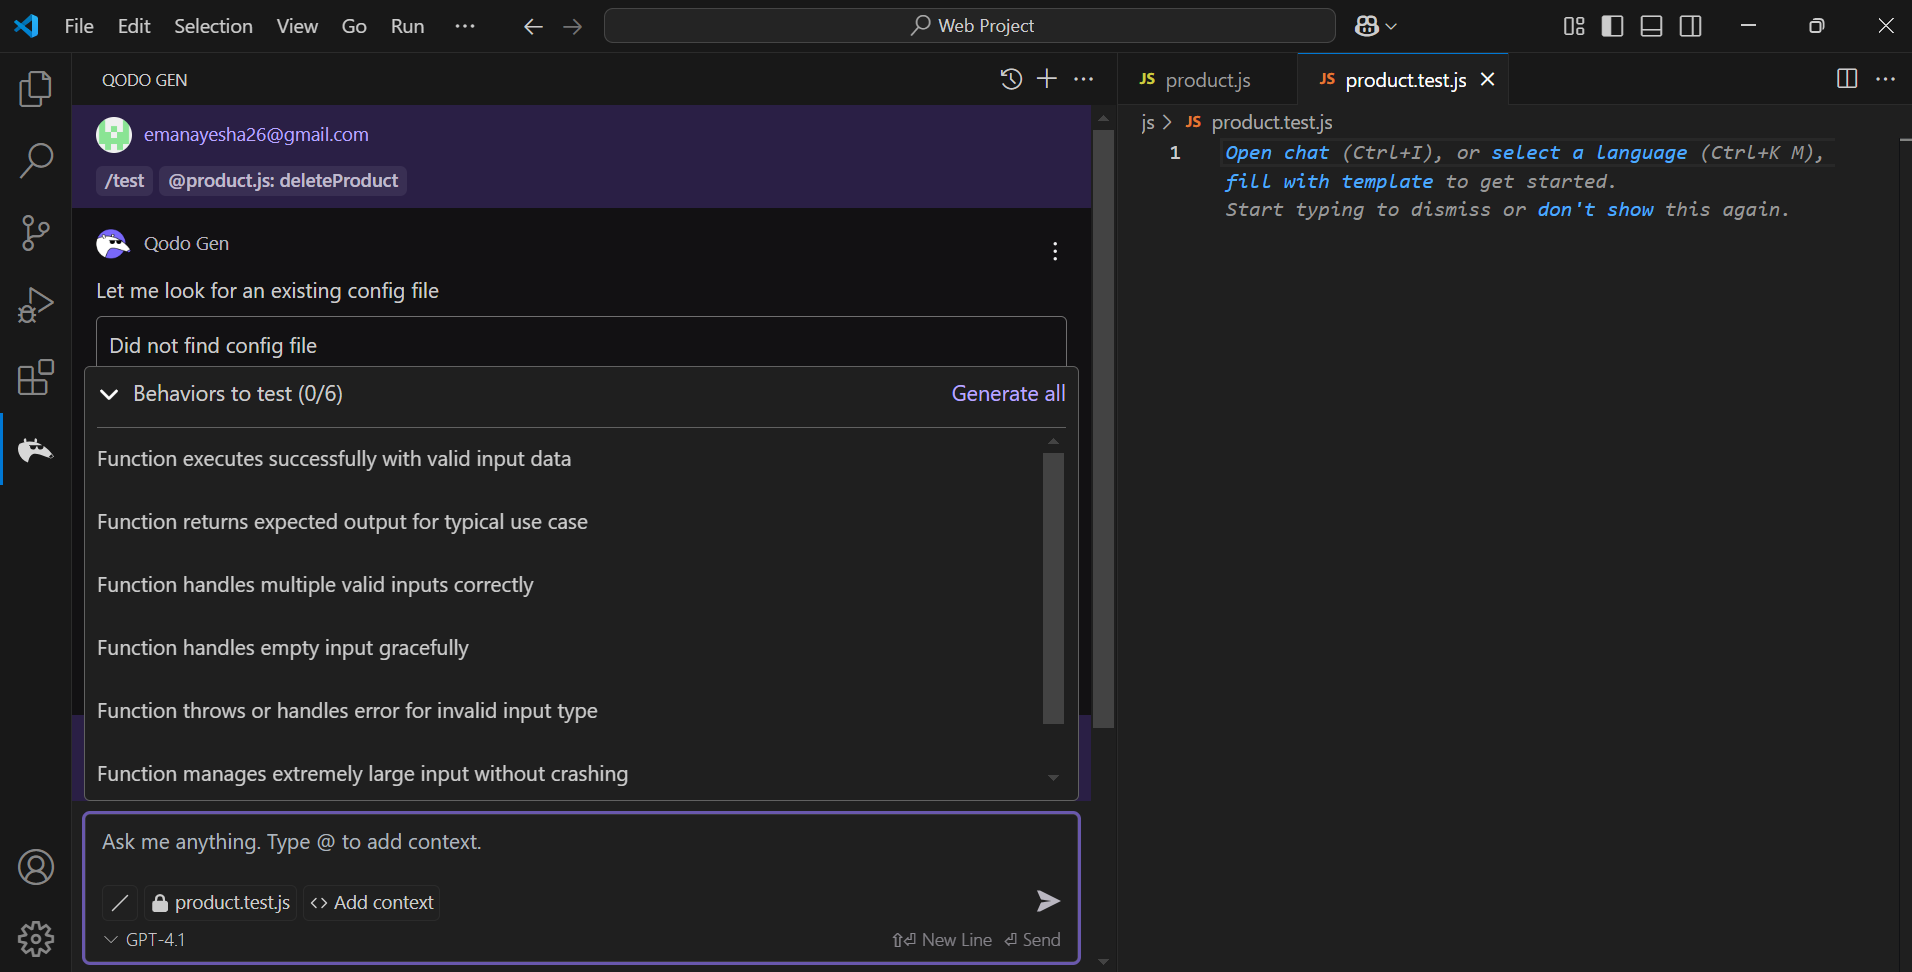 File Edit Selection View Go Run ··· Web Project
QODO GEN
emanayesha26@gmail.com
/test @product.js: deleteProduct
Qodo Gen
Let me look for an existing config file
Did not find config file
Behaviors to test (0/6) Generate all
Function executes successfully with valid input data
Function returns expected output for typical use case
Function handles multiple valid inputs correctly
Function handles empty input gracefully
Function throws or handles error for invalid input type
Function manages extremely large input without crashing
Ask me anything. Type @ to add context.
product.test.js <> Add context
GPT-4.1 ⇧⏎ New Line ⏎ Send
JS product.js JS product.test.js
js > JS product.test.js
1 Open chat (Ctrl+I), or select a language (Ctrl+K M),
fill with template to get started.
Start typing to dismiss or don't show this again.